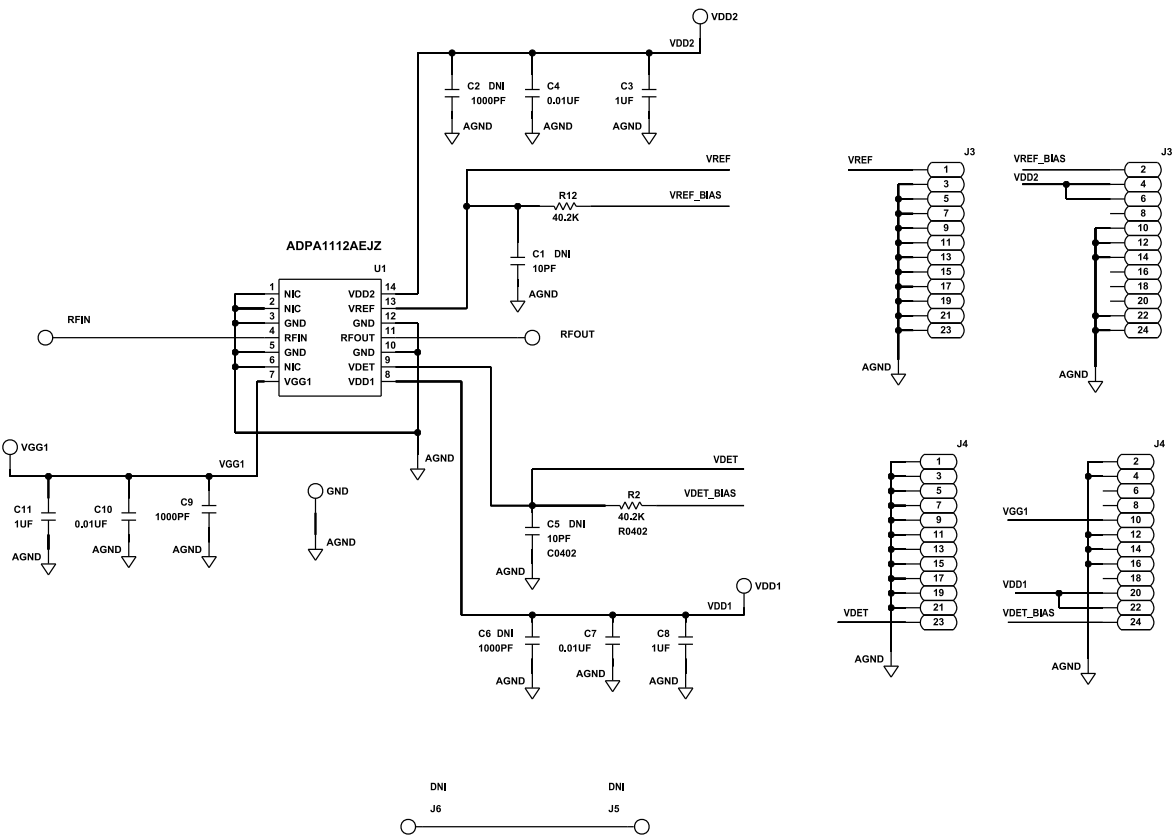 VDD2
VDD2
C2 DNI
1000PF
AGND
C4
0.01UF
AGND
C3
1UF
AGND
VREF
R12
40.2K
VREF_BIAS
C1 DNI
10PF
AGND
ADPA1112AEJZ
U1
1 NIC
2 NIC
3 GND
4 RFIN
5 GND
6 NIC
7 VGG1
VDD2 14
VREF 13
GND 12
RFOUT 11
GND 10
VDET 9
VDD1 8
RFIN
RFOUT
AGND
VGG1
VGG1
C11
1UF
AGND
C10
0.01UF
AGND
C9
1000PF
AGND
GND
AGND
VDET
R2
40.2K
R0402
VDET_BIAS
C5 DNI
10PF
C0402
AGND
VDD1
VDD1
C6 DNI
1000PF
AGND
C7
0.01UF
AGND
C8
1UF
AGND
J3
VREF
1
3
5
7
9
11
13
15
17
19
21
23
AGND
J3
VREF_BIAS
VDD2
2
4
6
8
10
12
14
16
18
20
22
24
AGND
J4
1
3
5
7
9
11
13
15
17
19
21
VDET
23
AGND
J4
2
4
6
8
VGG1
10
12
14
16
18
VDD1
20
22
VDET_BIAS
24
AGND
DNI
J6
DNI
J5